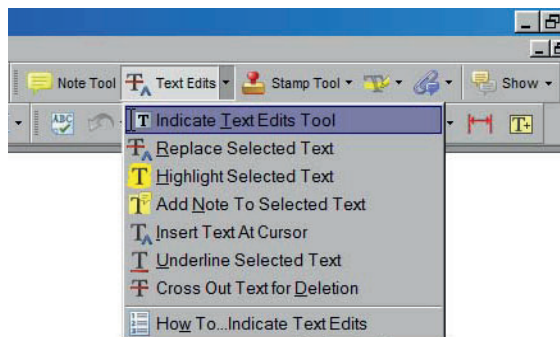 Note Tool Text Edits Stamp Tool Show
ABC T+
Indicate Text Edits Tool
Replace Selected Text
Highlight Selected Text
Add Note To Selected Text
Insert Text At Cursor
Underline Selected Text
Cross Out Text for Deletion
How To...Indicate Text Edits